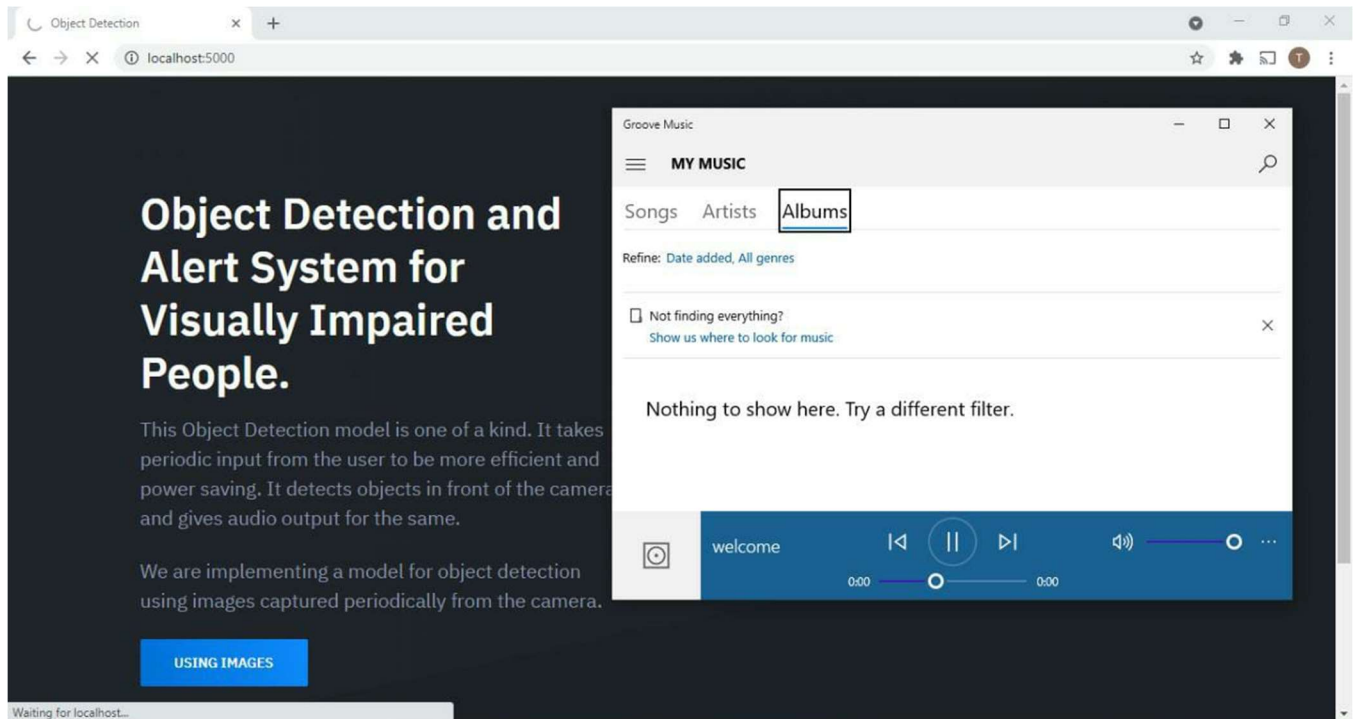 Object Detection
localhost:5000
T
Object Detection and
Alert System for
Visually Impaired
People.
This Object Detection model is one of a kind. It takes
periodic input from the user to be more efficient and
power saving. It detects objects in front of the camera
and gives audio output for the same.
We are implementing a model for object detection
using images captured periodically from the camera.
USING IMAGES
Waiting for localhost...
Groove Music
MY MUSIC
Songs Artists Albums
Refine: Date added, All genres
Not finding everything?
Show us where to look for music
Nothing to show here. Try a different filter.
welcome
0:00 0:00